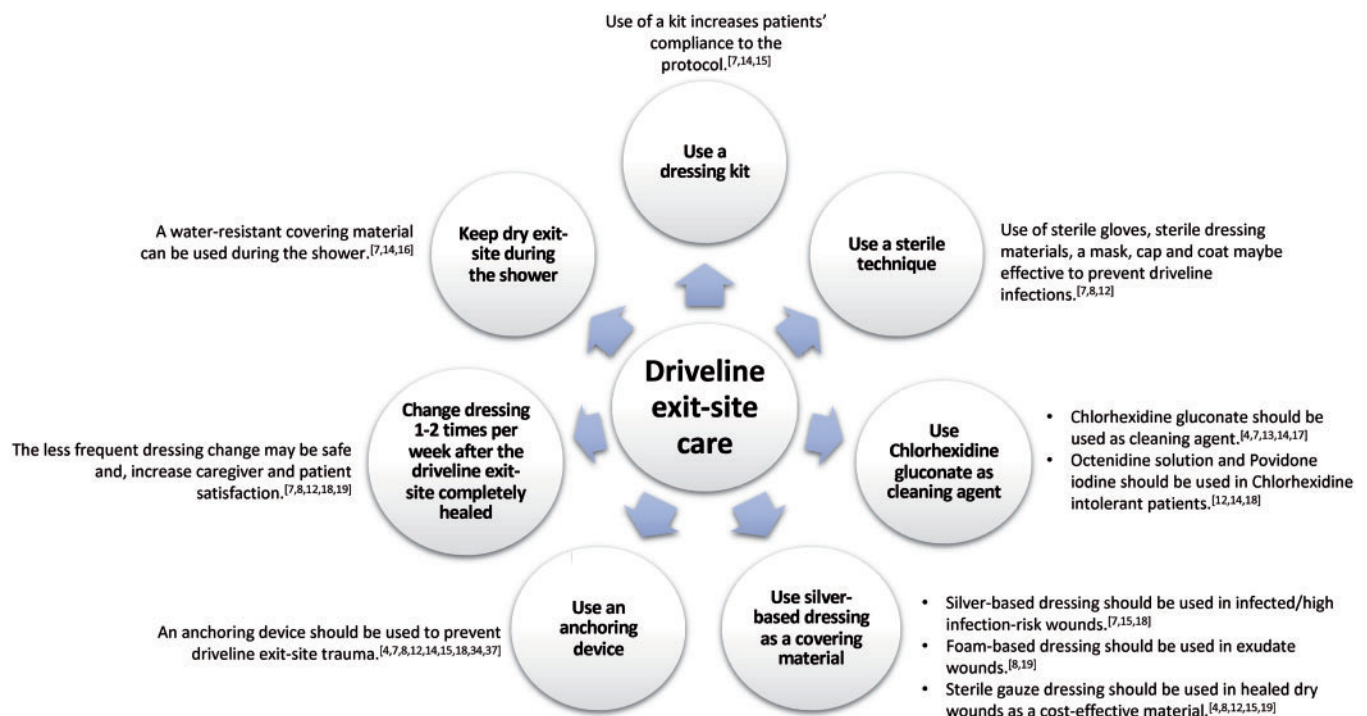 Use of a kit increases patients'
compliance to the
protocol.[7,14,15]
Use a
dressing kit
A water-resistant covering material
can be used during the shower.[7,14,16]
Keep dry exit-
site during
the shower
Use a sterile
technique
Use of sterile gloves, sterile dressing
materials, a mask, cap and coat maybe
effective to prevent driveline
infections.[7,8,12]
Driveline
exit-site
care
The less frequent dressing change may be safe
and, increase caregiver and patient
satisfaction.[7,8,12,18,19]
Change dressing
1-2 times per
week after the
driveline exit-
site completely
healed
Use
Chlorhexidine
gluconate as
cleaning agent
• Chlorhexidine gluconate should be
used as cleaning agent.[4,7,13,14,17]
• Octenidine solution and Povidone
iodine should be used in Chlorhexidine
intolerant patients.[12,14,18]
An anchoring device should be used to prevent
driveline exit-site trauma.[4,7,8,12,14,15,18,34,37]
Use an
anchoring
device
Use silver-
based dressing
as a covering
material
• Silver-based dressing should be used in infected/high
infection-risk wounds.[7,15,18]
• Foam-based dressing should be used in exudate
wounds.[8,19]
• Sterile gauze dressing should be used in healed dry
wounds as a cost-effective material.[4,8,12,15,19]